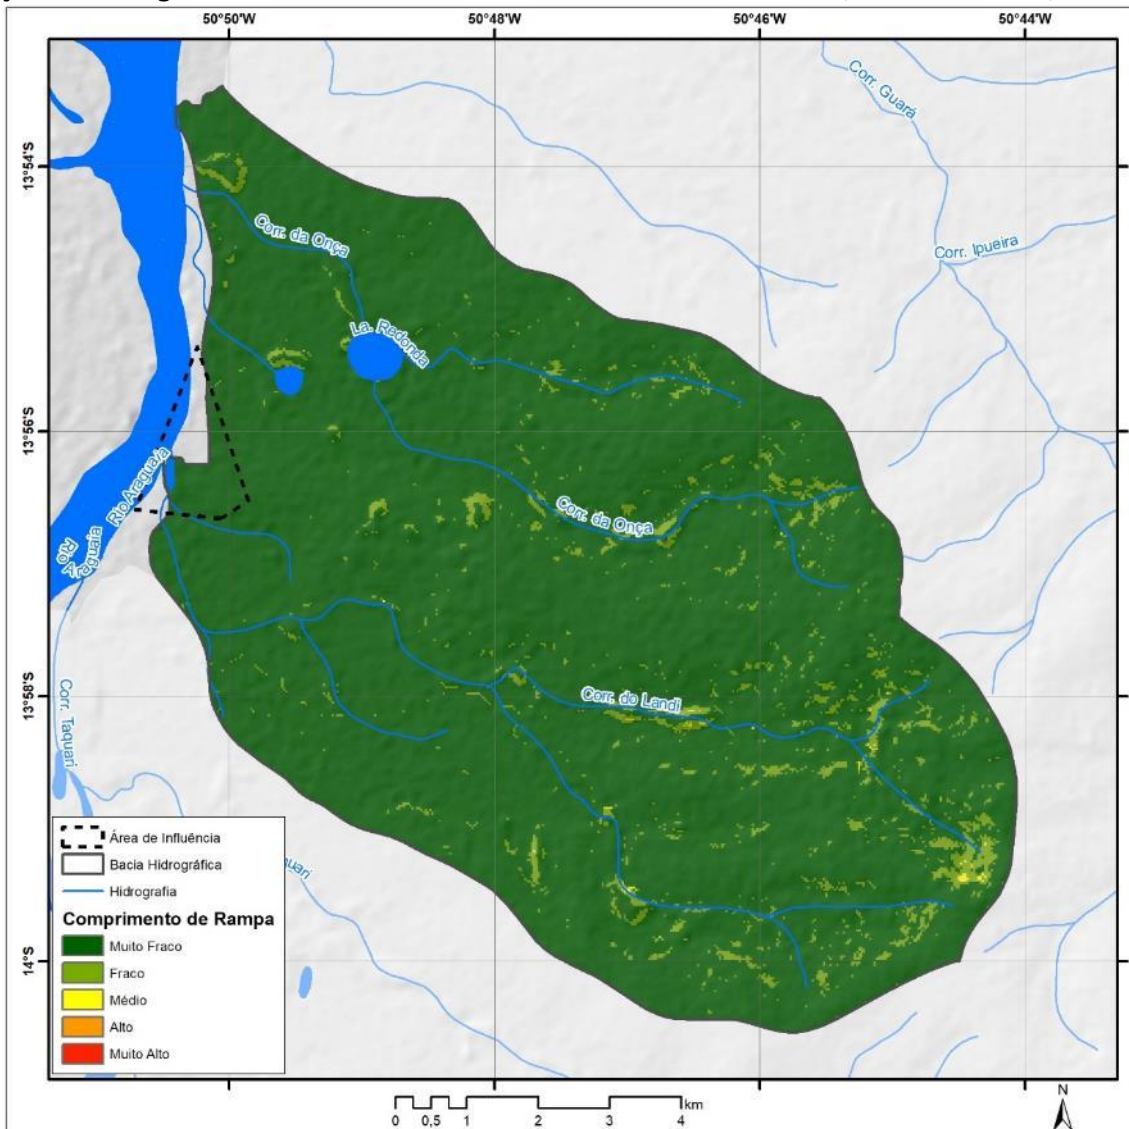 50°50'W 50°48'W 50°46'W 50°44'W
Corr. Guará
13°54'S
Corr. da Onça
Corr. Ipueira
La. Redonda
13°56'S
Rio Araguaia
Corr. da Onça
Rio Araguaia
13°58'S
Corr. Taquari
Corr. do Landi
Área de Influência
Bacia Hidrográfica
Hidrografia
uari
Comprimento de Rampa
Muito Fraco
Fraco
Médio
Alto
Muito Alto
14°S
km
0 0,5 1 2 3 4
N